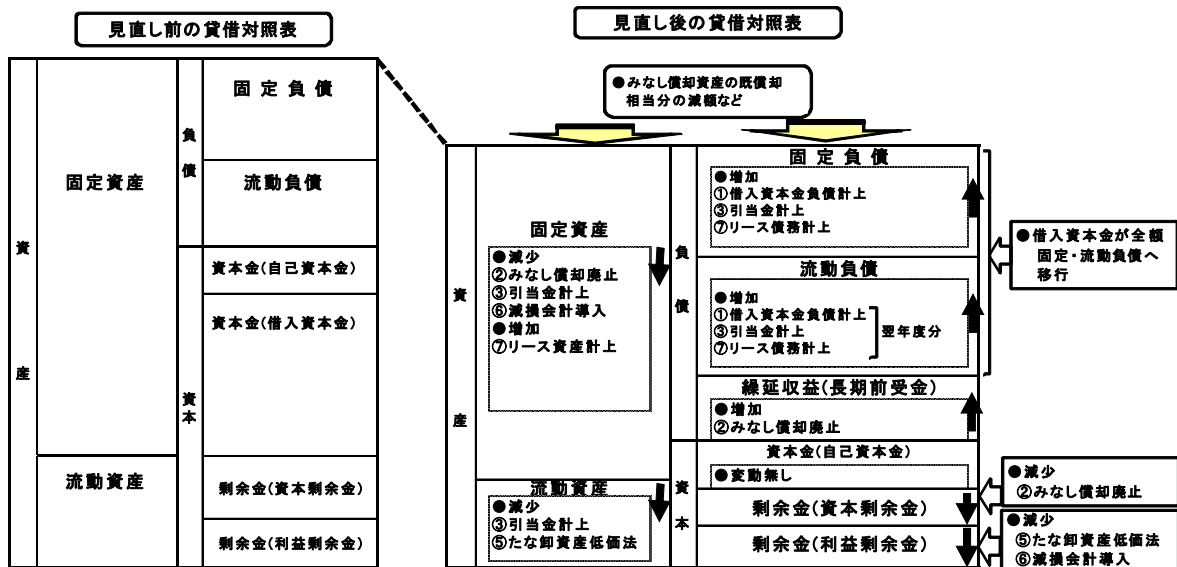 見直し前の貸借対照表
資産
固定資産
流動資産
負債
固定負債
流動負債
資本
資本金(自己資本金)
資本金(借入資本金)
剰余金(資本剰余金)
剰余金(利益剰余金)
見直し後の貸借対照表
●みなし償却資産の既償却
相当分の減額など
資産
固定資産
●減少
②みなし償却廃止
③引当金計上
⑥減損会計導入
●増加
⑦リース資産計上
流動資産
●減少
③引当金計上
⑤たな卸資産低価法
負債
固定負債
●増加
①借入資本金負債計上
③引当金計上
⑦リース債務計上
流動負債
●増加
①借入資本金負債計上
③引当金計上
⑦リース債務計上
翌年度分
繰延収益(長期前受金)
●増加
②みなし償却廃止
資本
資本金(自己資本金)
●変動無し
剰余金(資本剰余金)
剰余金(利益剰余金)
●借入資本金が全額
固定・流動負債へ
移行
●減少
②みなし償却廃止
●減少
⑤たな卸資産低価法
⑥減損会計導入